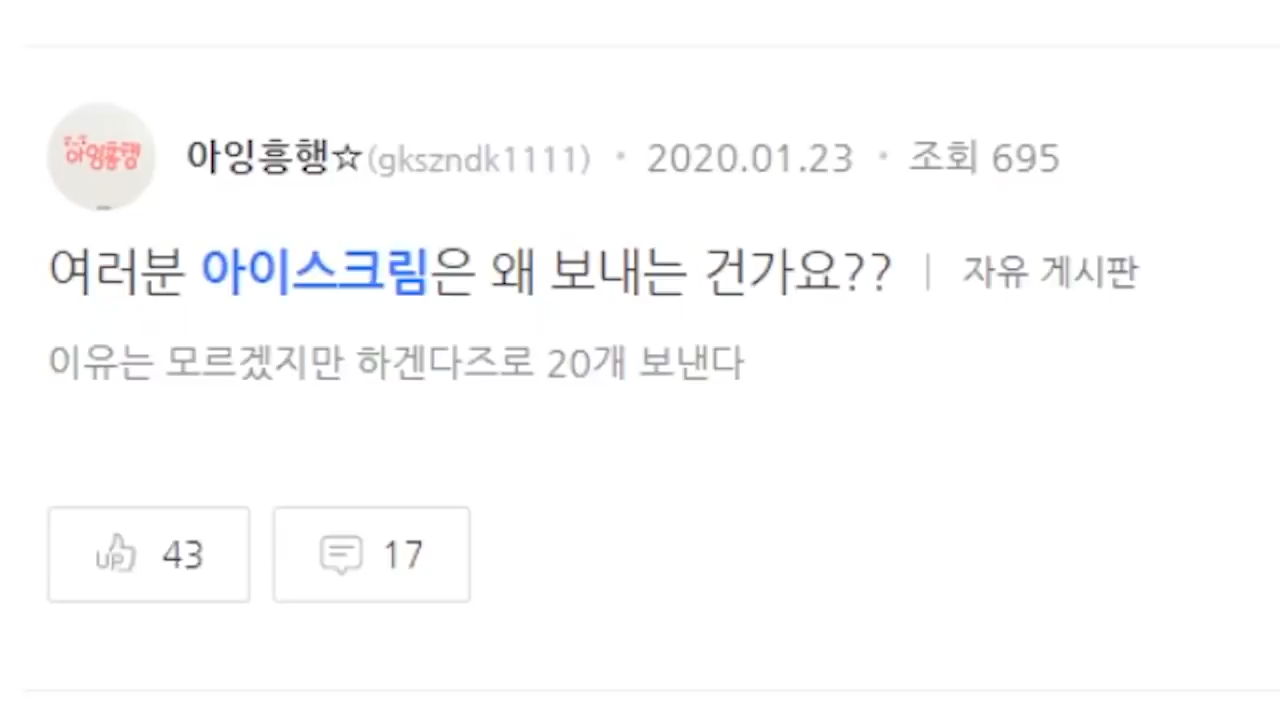 아잉흥행
아잉흥행☆(gkszndk1111) · 2020.01.23 · 조회 695
여러분 아이스크림은 왜 보내는 건가요?? | 자유 게시판
이유는 모르겠지만 하겐다즈로 20개 보낸다
UP 43 17